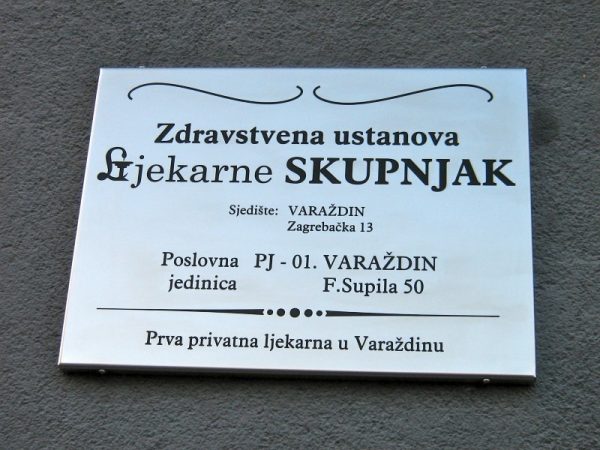 Zdravstvena ustanova
Ljekarne SKUPNJAK
Sjedište: VARAŽDIN
Zagrebačka 13
Poslovna PJ - 01. VARAŽDIN
jedinica F.Supila 50
Prva privatna ljekarna u Varaždinu